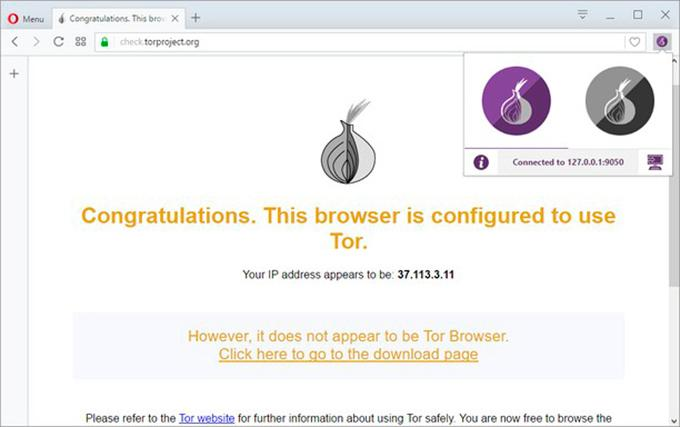 Menu
Congratulations. This brow
check.torproject.org
Connected to 127.0.0.1:9050
Congratulations. This browser is configured to use
Tor.
Your IP address appears to be: 37.113.3.11
However, it does not appear to be Tor Browser.
Click here to go to the download page
Please refer to the Tor website for further information about using Tor safely. You are now free to browse the